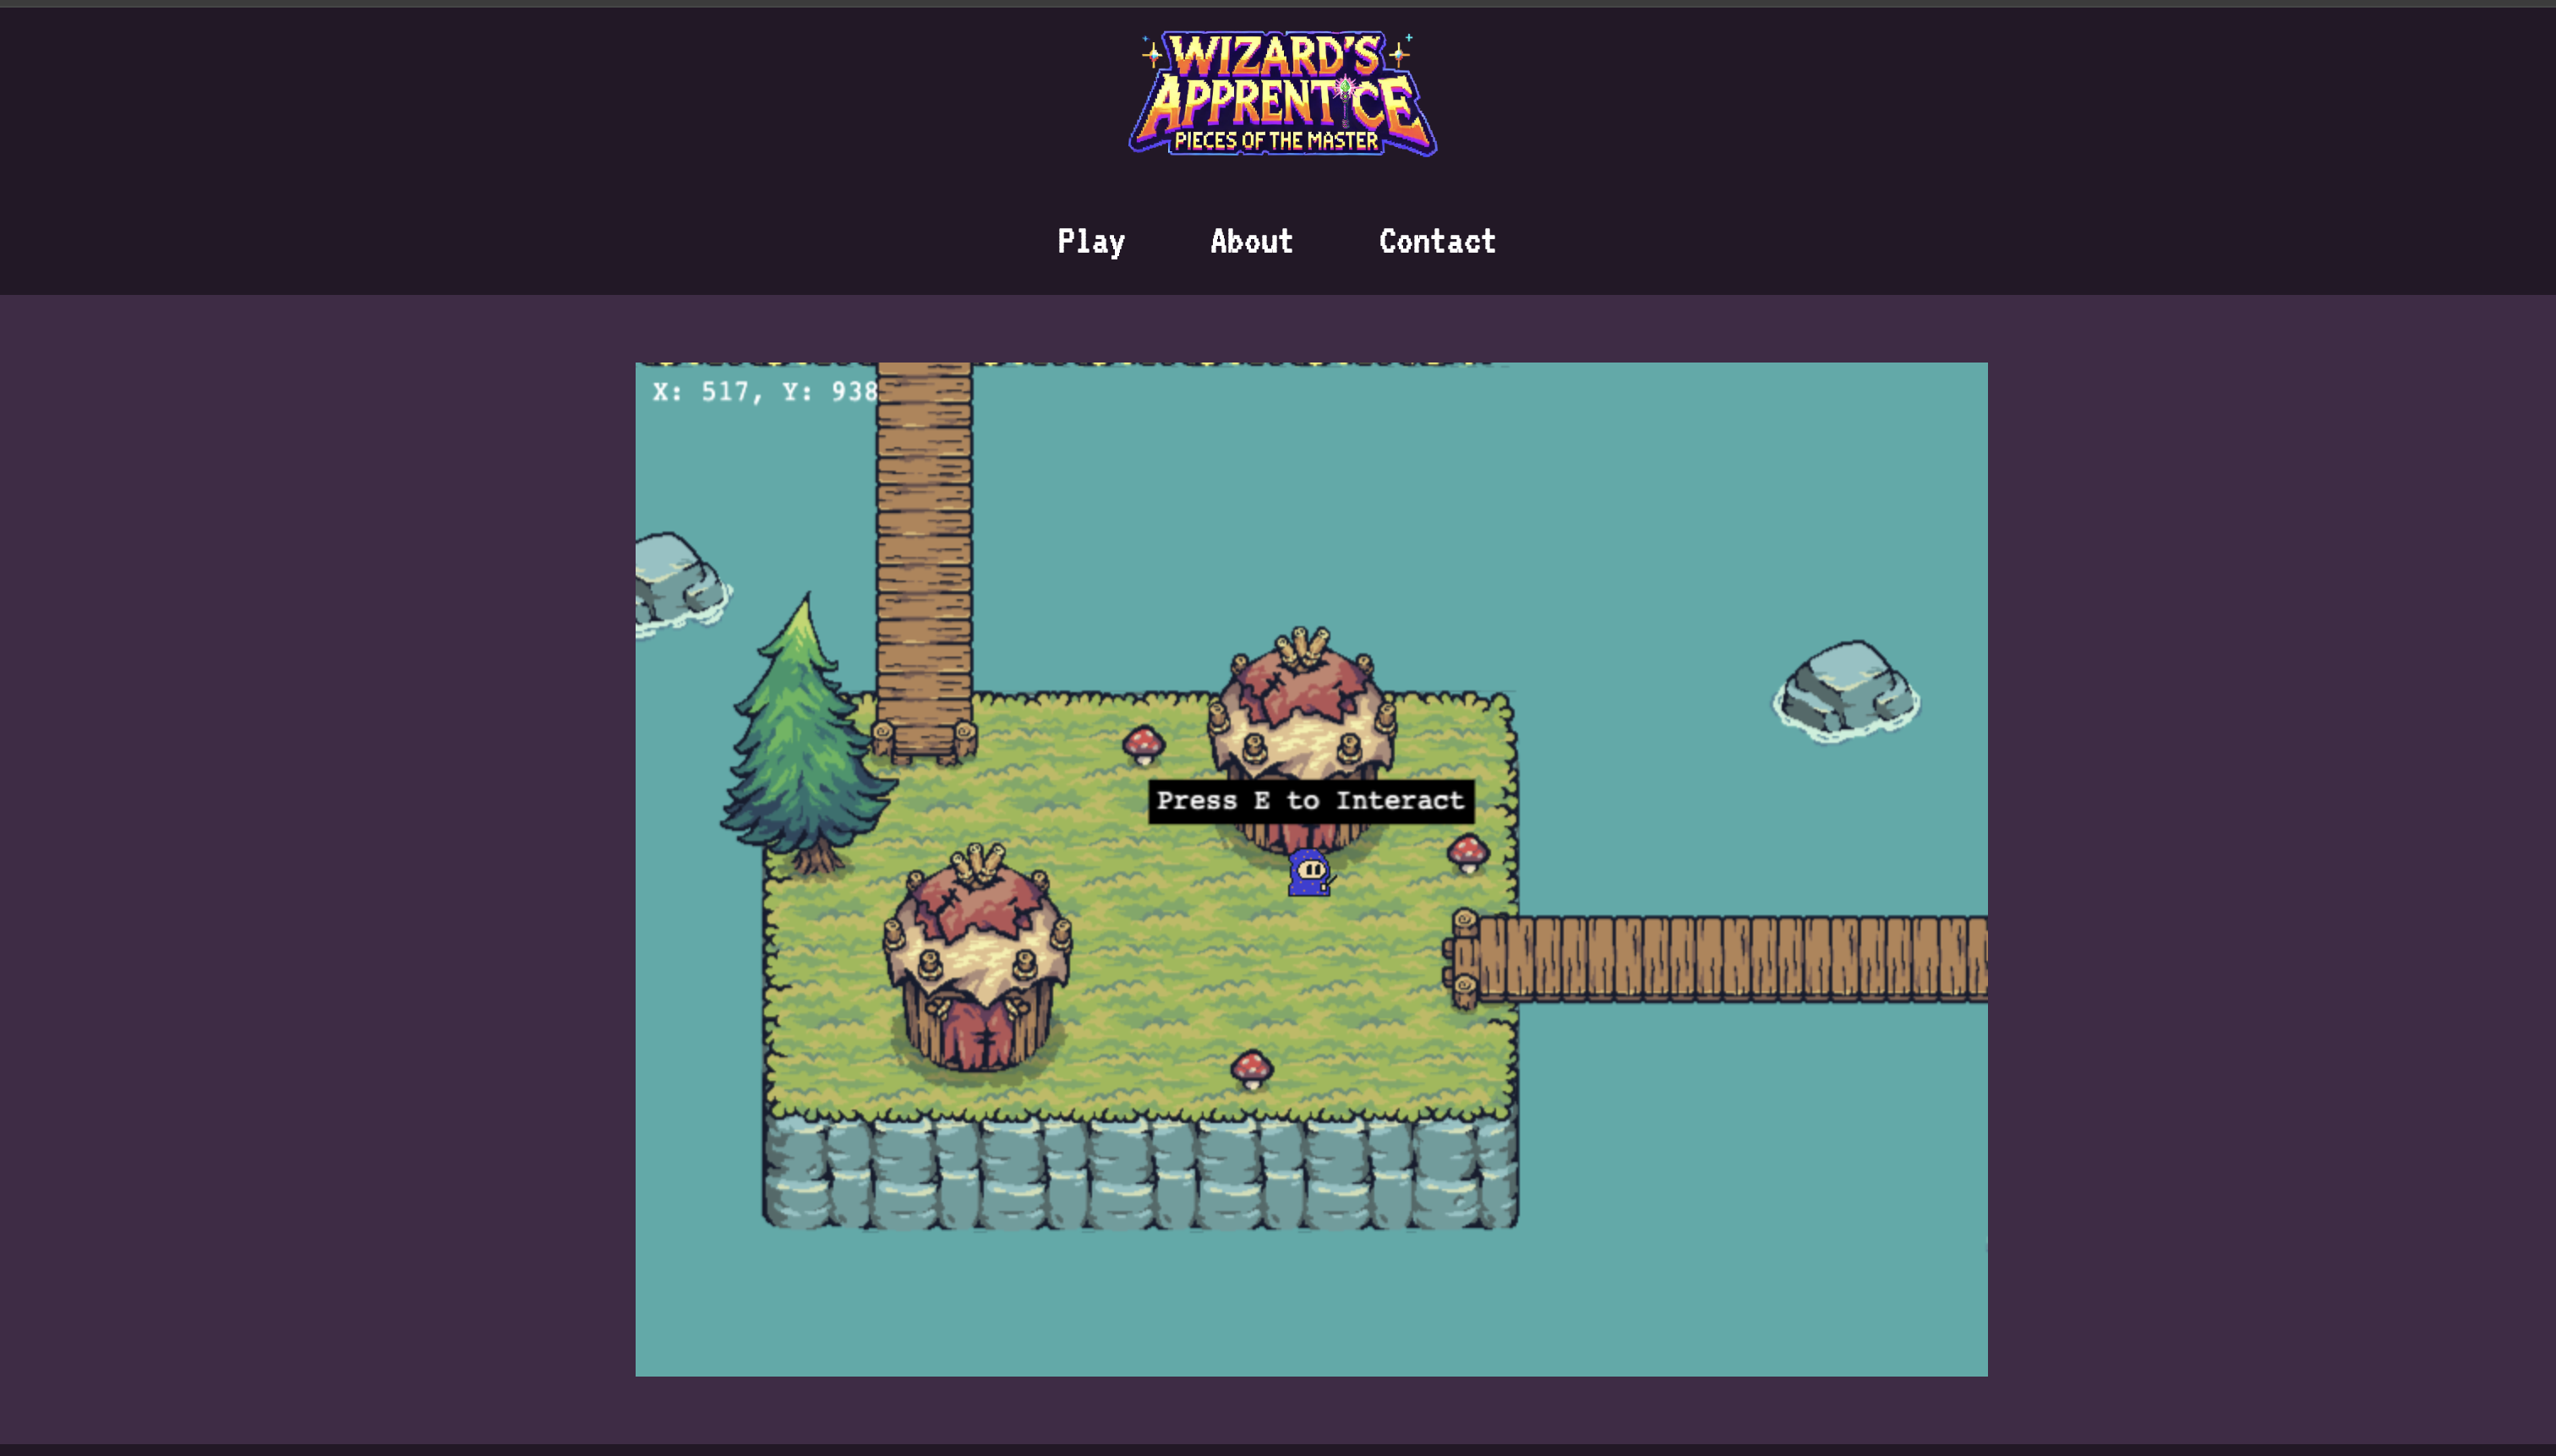 WIZARD'S
APPRENTICE
PIECES OF THE MASTER
Play About Contact
X: 517, Y: 938
Press E to Interact